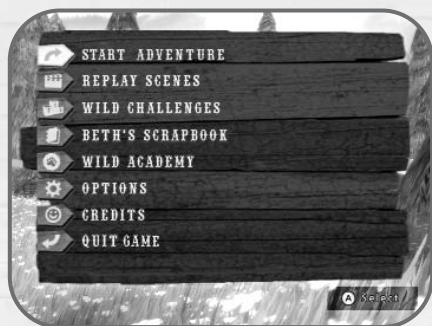 START ADVENTURE
REPLAY SCENES
WILD CHALLENGES
BETH'S SCRAPBOOK
WILD ACADEMY
OPTIONS
CREDITS
QUIT GAME
A Select